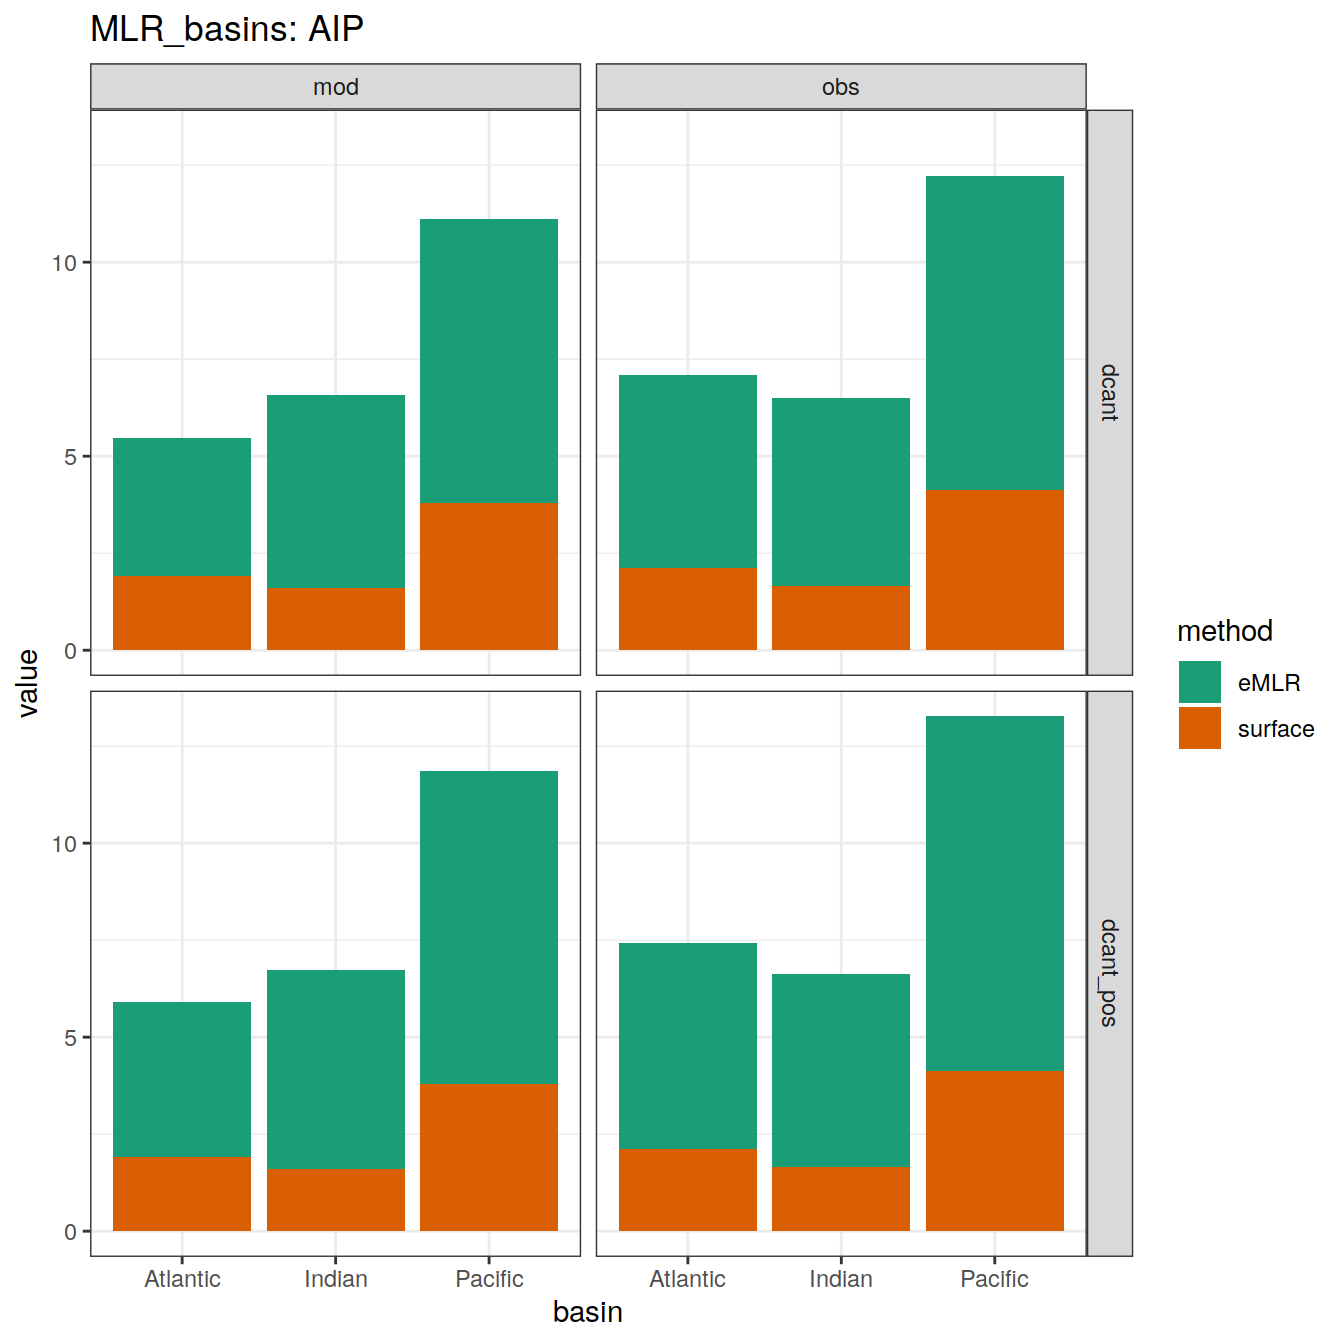 MLR_basins: AIP
mod
obs
10
5
0
dcant
10
5
0
dcant_pos
value
Atlantic
Indian
Pacific
Atlantic
Indian
Pacific
basin
method
eMLR
surface